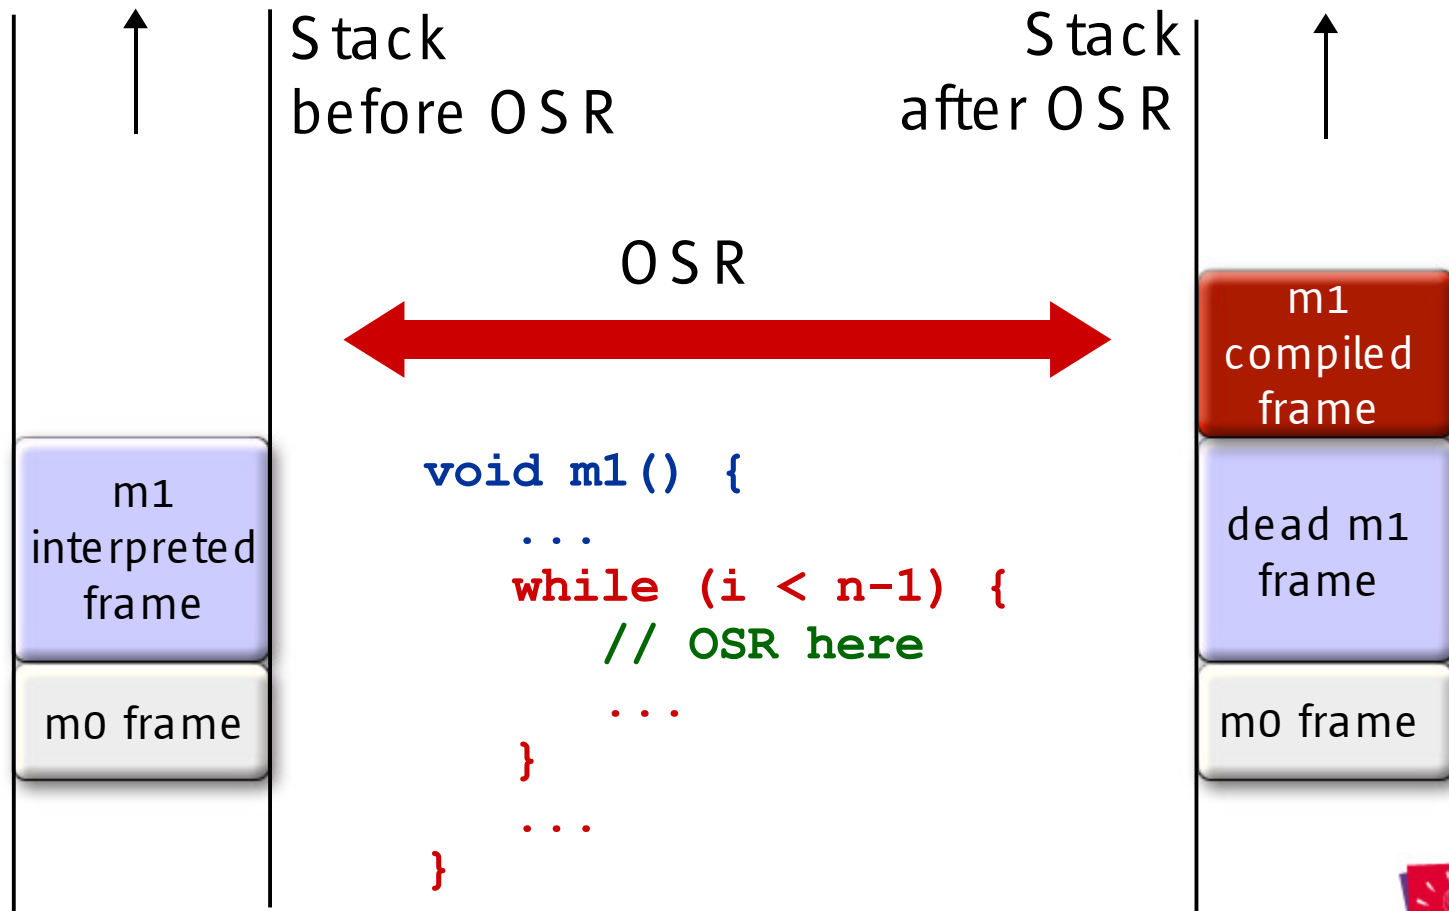 Stack
before OSR
Stack
after OSR
OSR
m1
interpreted
frame
m0 frame
void m1() {
...
while (i < n-1) {
// OSR here
...
}
...
}
m1
compiled
frame
dead m1
frame
m0 frame